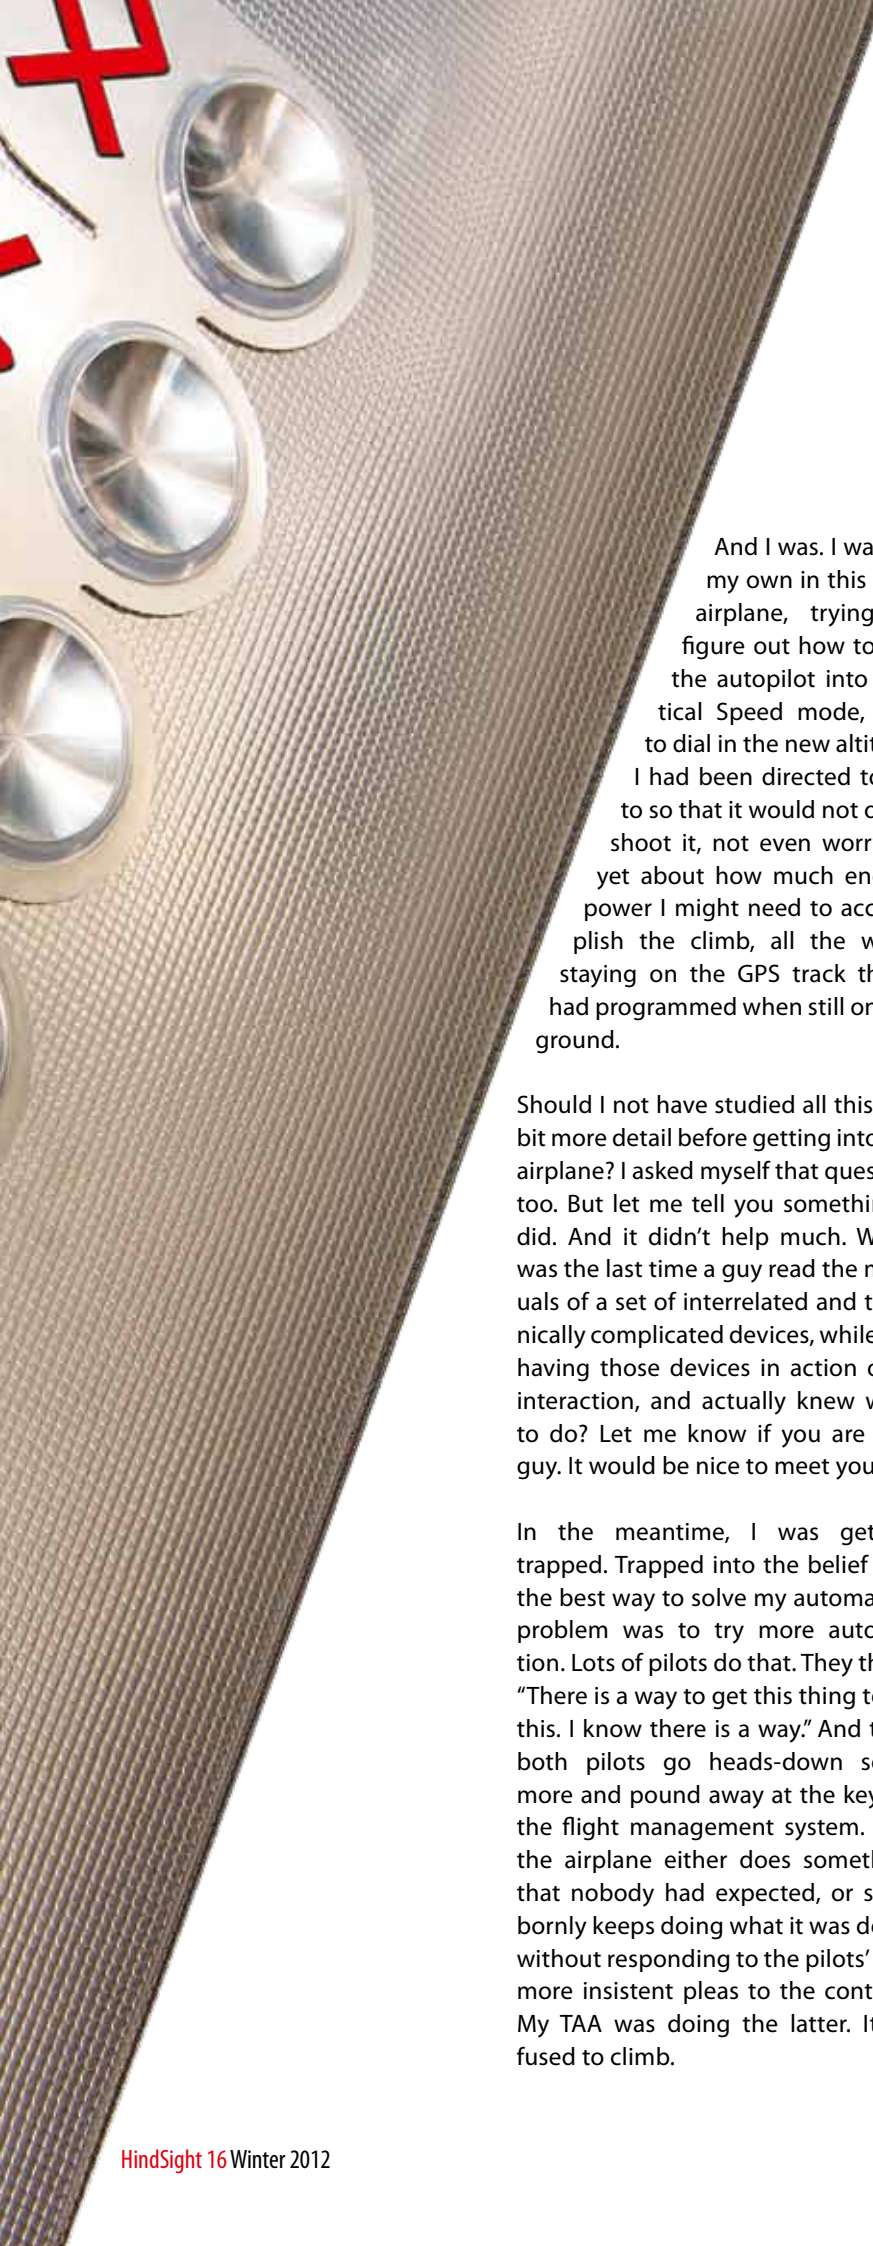 And I was. I wa
my own in this
airplane, trying
figure out how to
the autopilot into
tical Speed mode,
to dial in the new altit
I had been directed to
to so that it would not o
shoot it, not even worr
yet about how much en
power I might need to acc
plish the climb, all the w
staying on the GPS track th
had programmed when still on
ground.
Should I not have studied all this
bit more detail before getting into
airplane? I asked myself that ques
too. But let me tell you somethin
did. And it didn’t help much. W
was the last time a guy read the m
uals of a set of interrelated and t
nically complicated devices, while
having those devices in action o
interaction, and actually knew w
to do? Let me know if you are
guy. It would be nice to meet you
In the meantime, I was get
trapped. Trapped into the belief
the best way to solve my automa
problem was to try more auto
tion. Lots of pilots do that. They th
“There is a way to get this thing to
this. I know there is a way.” And t
both pilots go heads-down so
more and pound away at the key
the flight management system.
the airplane either does someth
that nobody had expected, or s
bornly keeps doing what it was do
without responding to the pilots’
more insistent pleas to the cont
My TAA was doing the latter. It
fused to climb.
HindSight 16 Winter 2012